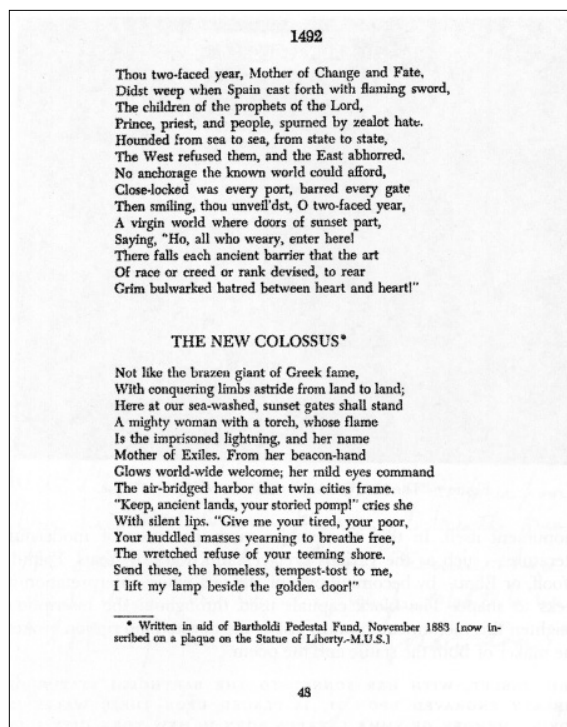 1492
Thou two-faced year, Mother of Change and Fate,
Didst weep when Spain cast forth with flaming sword,
The children of the prophets of the Lord,
Prince, priest, and people, spurned by zealot hate.
Hounded from sea to sea, from state to state,
The West refused them, and the East abhorred.
No anchorage the known world could afford,
Close-locked was every port, barred every gate
Then smiling, thou unveil'dst, O two-faced year,
A virgin world where doors of sunset part,
Saying, "Ho, all who weary, enter here!
There falls each ancient barrier that the art
Of race or creed or rank devised, to rear
Grim bulwarked hatred between heart and heart!"
THE NEW COLOSSUS*
Not like the brazen giant of Greek fame,
With conquering limbs astride from land to land;
Here at our sea-washed, sunset gates shall stand
A mighty woman with a torch, whose flame
Is the imprisoned lightning, and her name
Mother of Exiles. From her beacon-hand
Glows world-wide welcome; her mild eyes command
The air-bridged harbor that twin cities frame.
"Keep, ancient lands, your storied pomp!" cries she
With silent lips. "Give me your tired, your poor,
Your huddled masses yearning to breathe free,
The wretched refuse of your teeming shore.
Send these, the homeless, tempest-tost to me,
I lift my lamp beside the golden door!"
* Written in aid of Bartholdi Pedestal Fund, November 1883 [now in-
scribed on a plaque on the Statue of Liberty.-M.U.S.]
48